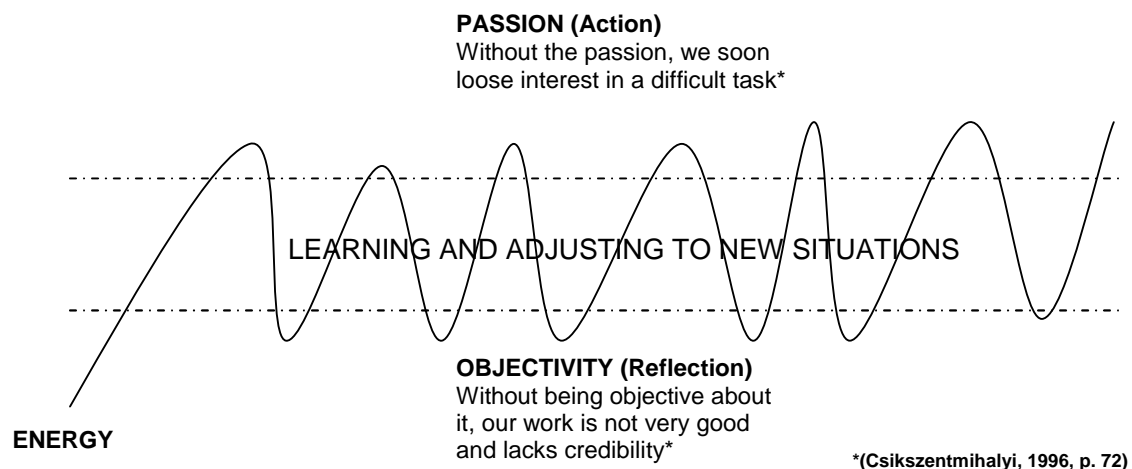 PASSION (Action)
Without the passion, we soon
loose interest in a difficult task*
LEARNING AND ADJUSTING TO NEW SITUATIONS
OBJECTIVITY (Reflection)
Without being objective about
it, our work is not very good
and lacks credibility*
ENERGY
*(Csikszentmihalyi, 1996, p. 72)